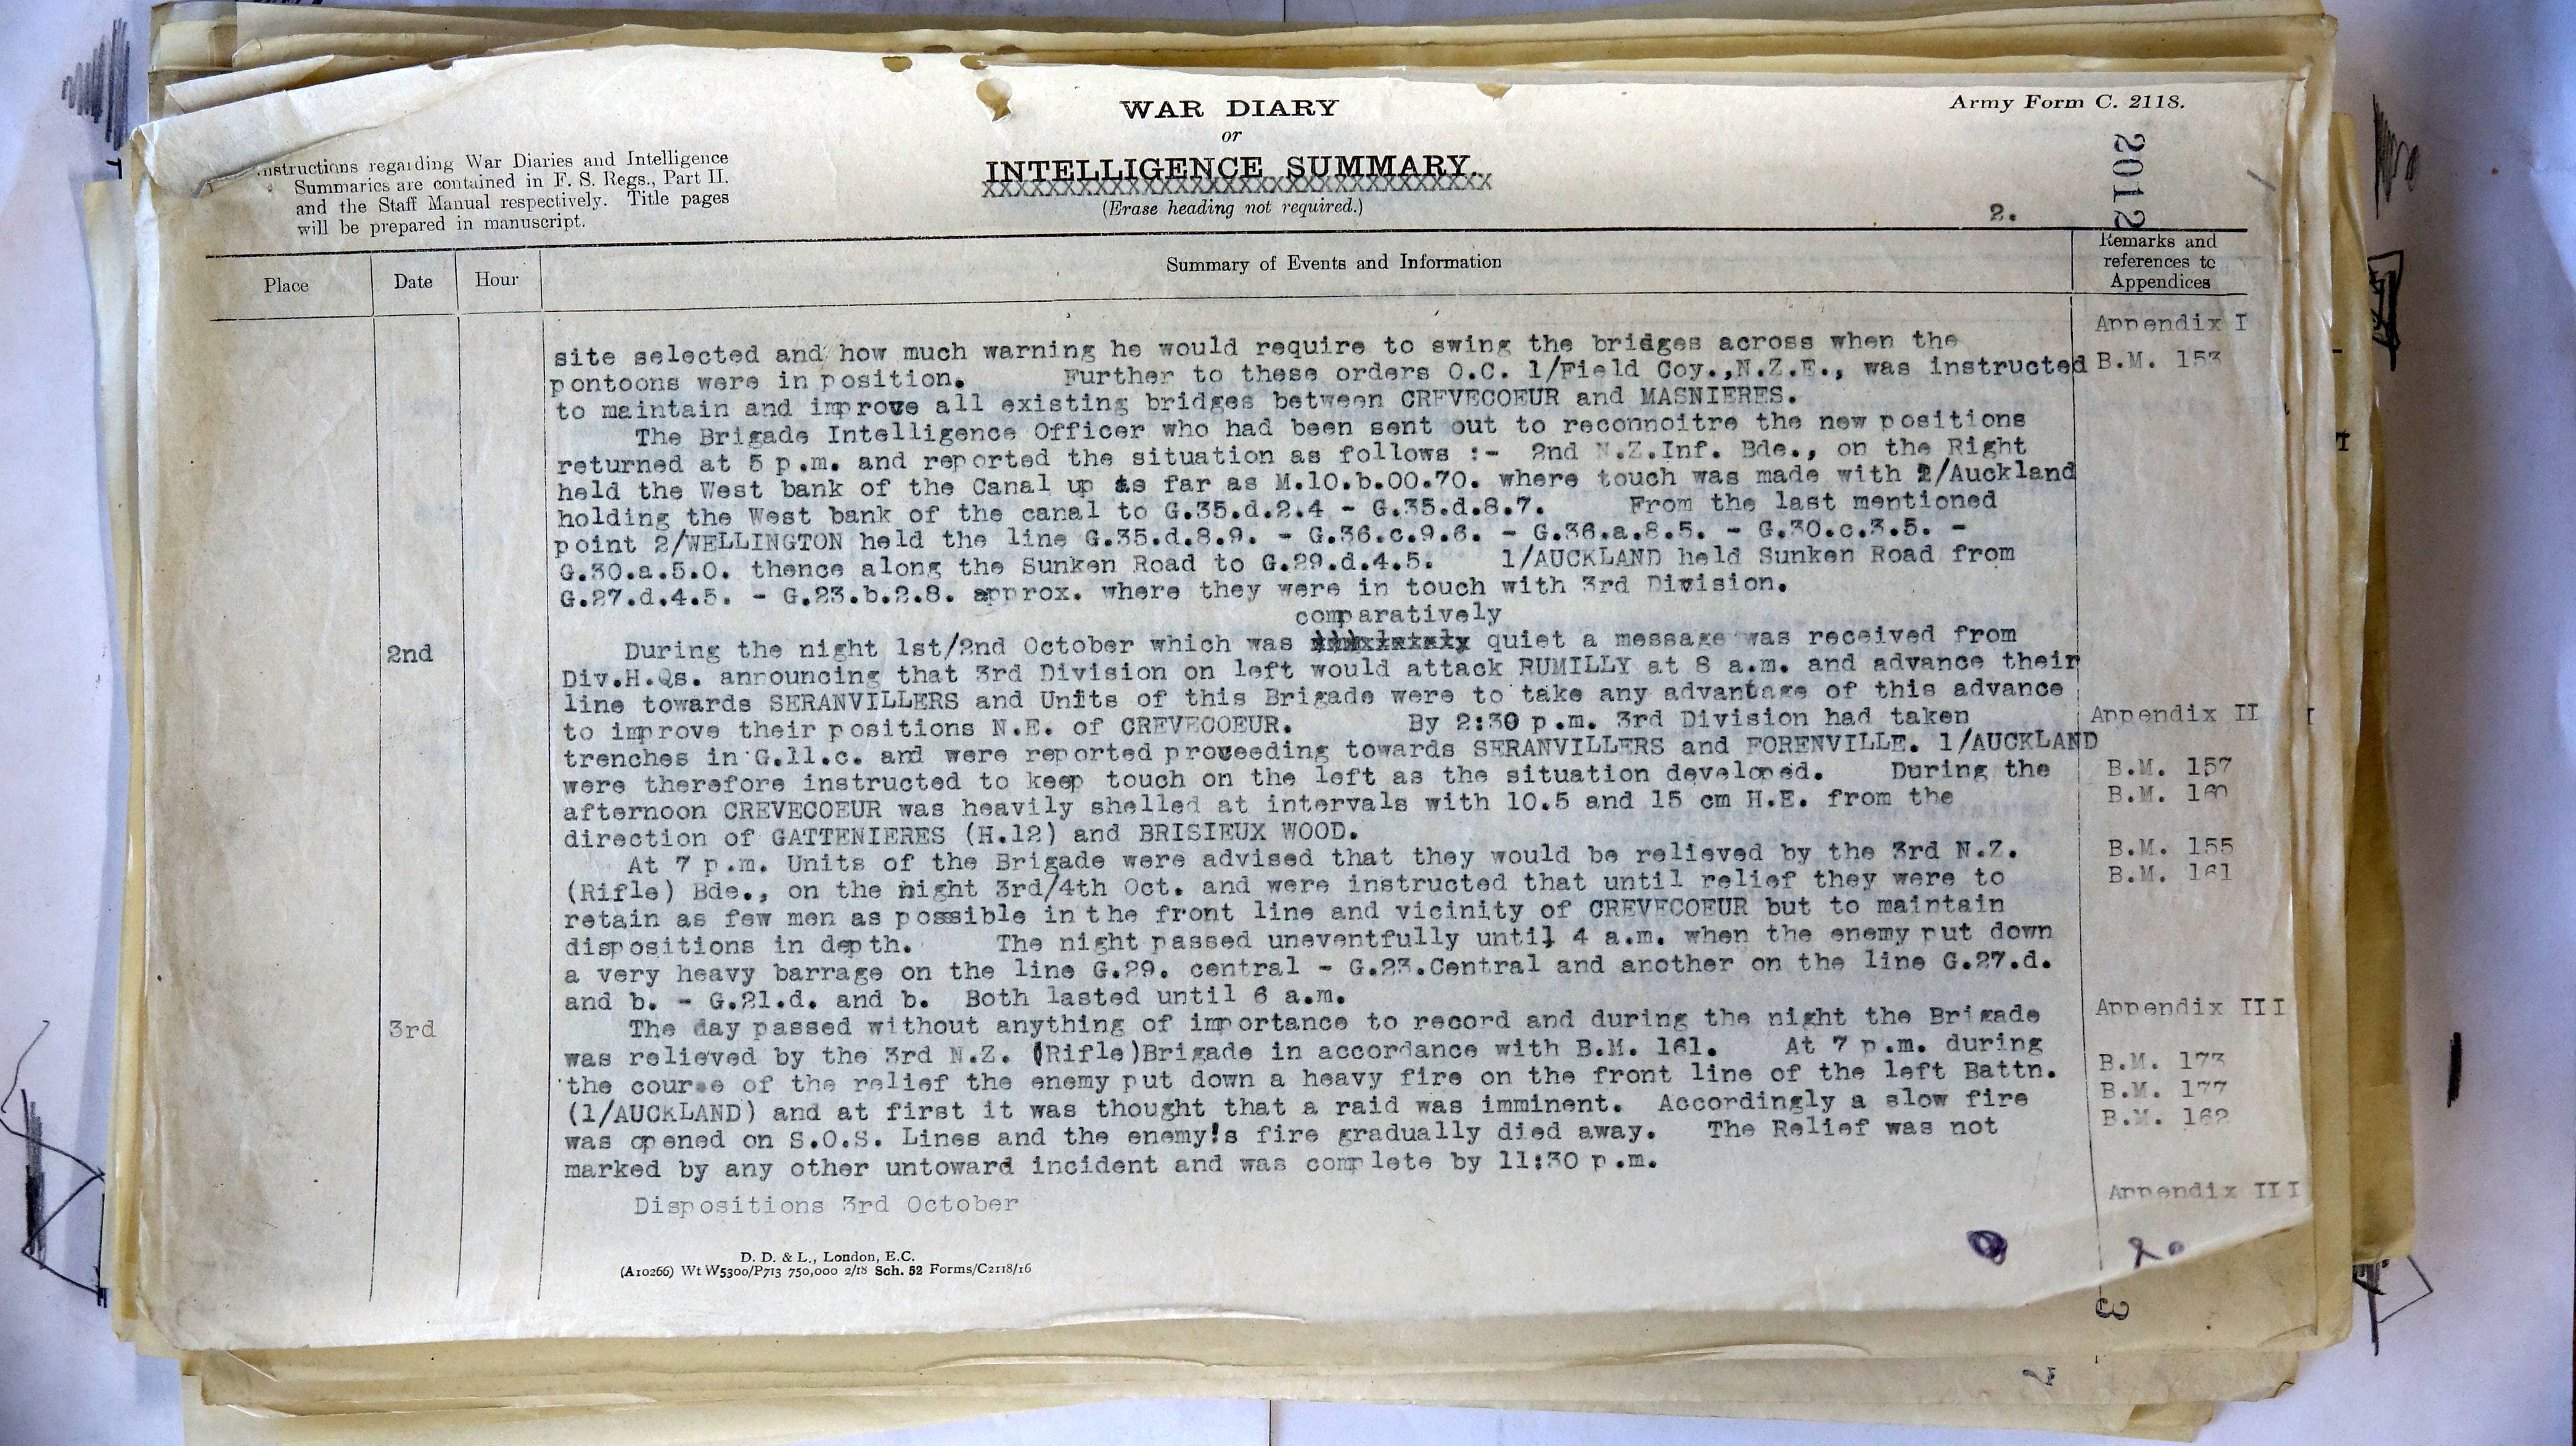 WAR DIARY
or
INTELLIGENCE SUMMARY.
(Erase heading not required.)
Army Form C. 2118.
2012
nstructions regarding War Diaries and Intelligence
Summaries are contained in F. S. Regs., Part II.
and the Staff Manual respectively. Title pages
will be prepared in manuscript.
2.
Place
Date
Hour
Summary of Events and Information
Remarks and
references to
Appendices
Appendix I
site selected and how much warning he would require to swing the bridges across when the
pontoons were in position. Further to these orders O.C. 1/Field Coy.,N.Z.E., was instructed B.M. 153
to maintain and improve all existing bridges between CREVECOEUR and MASNIERES.
The Brigade Intelligence Officer who had been sent out to reconnoitre the new positions
returned at 5 p.m. and reported the situation as follows :- 2nd N.Z.Inf. Bde., on the Right
held the West bank of the Canal up as far as M.10.b.00.70. where touch was made with 2/Auckland
holding the West bank of the canal to G.35.d.2.4 - G.35.d.8.7. From the last mentioned
point 2/WELLINGTON held the line G.35.d.8.9. - G.36.c.9.6. - G.36.a.8.5. - G.30.c.3.5. -
G.30.a.5.0. thence along the Sunken Road to G.29.d.4.5. 1/AUCKLAND held Sunken Road from
G.27.d.4.5. - G.23.b.2.8. approx. where they were in touch with 3rd Division.
comparatively
2nd During the night 1st/2nd October which was quiet a message was received from
Div.H.Qs. announcing that 3rd Division on left would attack RUMILLY at 8 a.m. and advance their
line towards SERANVILLERS and Units of this Brigade were to take any advantage of this advance
to improve their positions N.E. of CREVECOEUR. By 2:30 p.m. 3rd Division had taken Appendix II
trenches in G.11.c. and were reported proveeding towards SERANVILLERS and FORENVILLE. 1/AUCKLAND
were therefore instructed to keep touch on the left as the situation developed. During the B.M. 157
afternoon CREVECOEUR was heavily shelled at intervals with 10.5 and 15 cm H.E. from the B.M. 160
direction of GATTENIERES (H.12) and BRISIEUX WOOD.
At 7 p.m. Units of the Brigade were advised that they would be relieved by the 3rd N.Z. B.M. 155
(Rifle) Bde., on the night 3rd/4th Oct. and were instructed that until relief they were to B.M. 161
retain as few men as possible in the front line and vicinity of CREVECOEUR but to maintain
dispositions in depth. The night passed uneventfully until 4 a.m. when the enemy put down
a very heavy barrage on the line G.29. central - G.23.Central and another on the line G.27.d.
and b. - G.21.d. and b. Both lasted until 6 a.m. Appendix III
3rd The day passed without anything of importance to record and during the night the Brigade
was relieved by the 3rd N.Z. (Rifle)Brigade in accordance with B.M. 161. At 7 p.m. during B.M. 173
the course of the relief the enemy put down a heavy fire on the front line of the left Battn. B.M. 177
(1/AUCKLAND) and at first it was thought that a raid was imminent. Accordingly a slow fire B.M. 162
was opened on S.O.S. Lines and the enemy's fire gradually died away. The Relief was not
marked by any other untoward incident and was complete by 11:30 p.m.
Dispositions 3rd October Appendix III
D. D. & L., London, E.C.
(A10266) Wt W5300/P713 750,000 2/18 Sch. 52 Forms/C2118/16
3
7